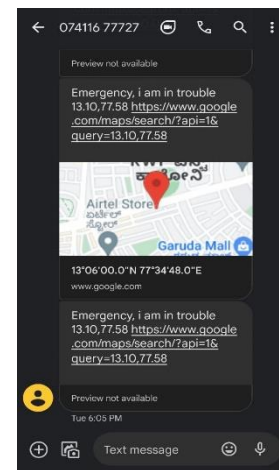 074116 77727
Preview not available
Emergency, i am in trouble
13.10,77.58 https://www.google
.com/maps/search/?api=1&
query=13.10,77.58
Airtel Store
Garuda Mall
13°06'00.0"N 77°34'48.0"E
www.google.com
Emergency, i am in trouble
13.10,77.58 https://www.google
.com/maps/search/?api=1&
query=13.10,77.58
Preview not available
Tue 6:05 PM
Text message